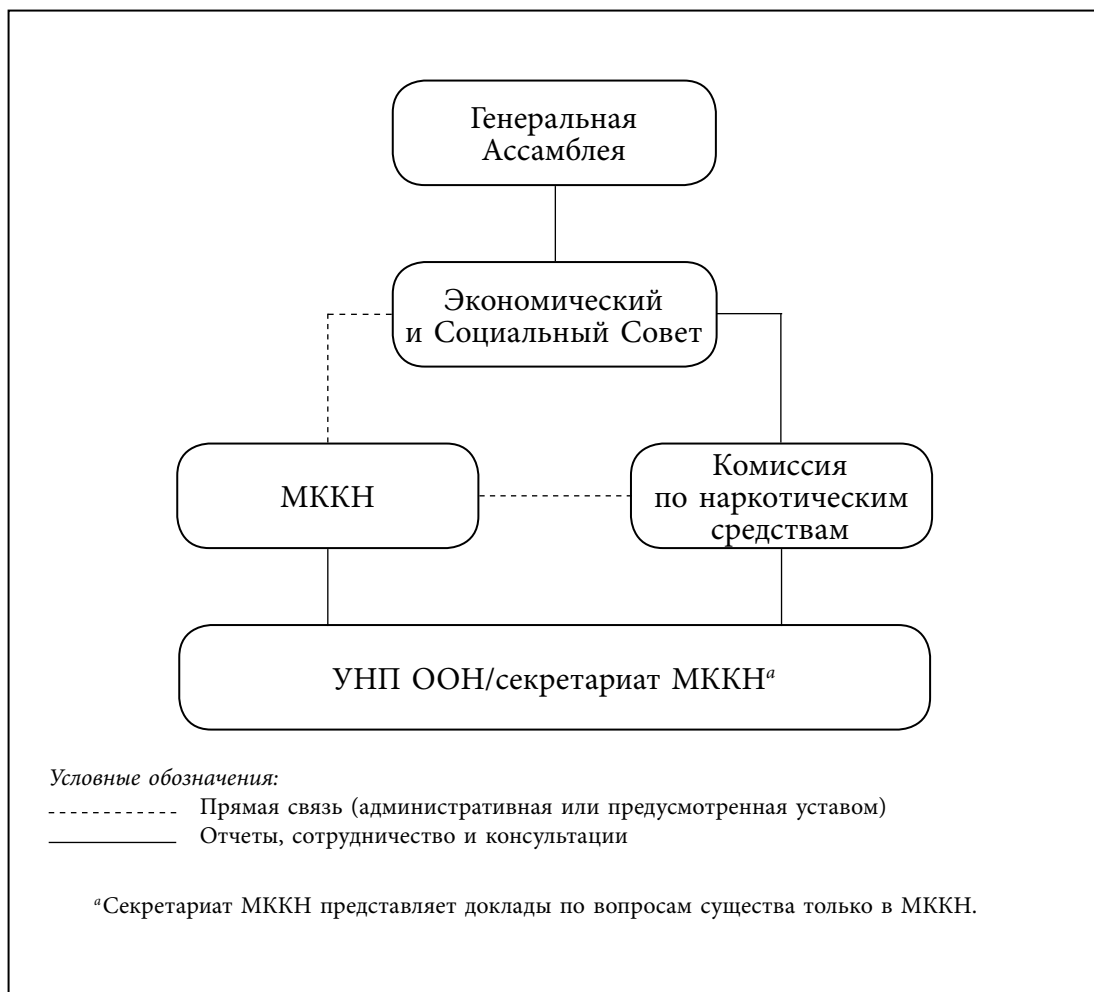 Генеральная
Ассамблея
Экономический
и Социальный Совет
МККН
Комиссия
по наркотическим
средствам
УНП ООН/секретариат МККНᵃ
Условные обозначения:
Прямая связь (административная или предусмотренная уставом)
Отчеты, сотрудничество и консультации
ᵃСекретариат МККН представляет доклады по вопросам существа только в МККН.